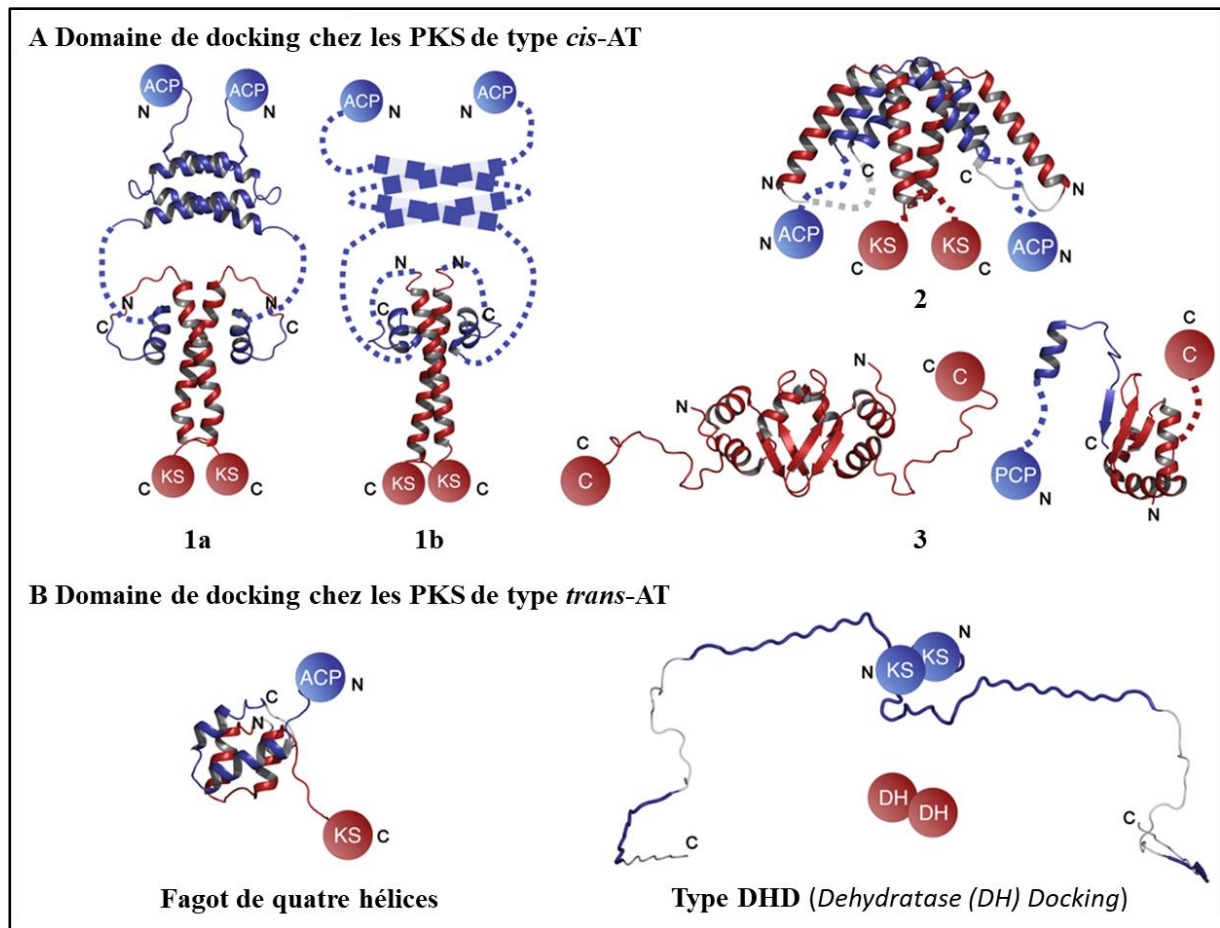 A Domaine de docking chez les PKS de type cis-AT
ACP ACP
N N
N N
C C
KS KS
C C
1a
ACP ACP N
N
N N
C C
KS KS
C C
1b
N C C N
ACP KS KS ACP
N C C N
2
N C C
N
C
C
3
C
C
C
PCP
N
N
B Domaine de docking chez les PKS de type trans-AT
ACP N
C
N
KS C
Fagot de quatre hélices
N
KS KS
N
DH DH
C
C
Type DHD (Dehydratase (DH) Docking)